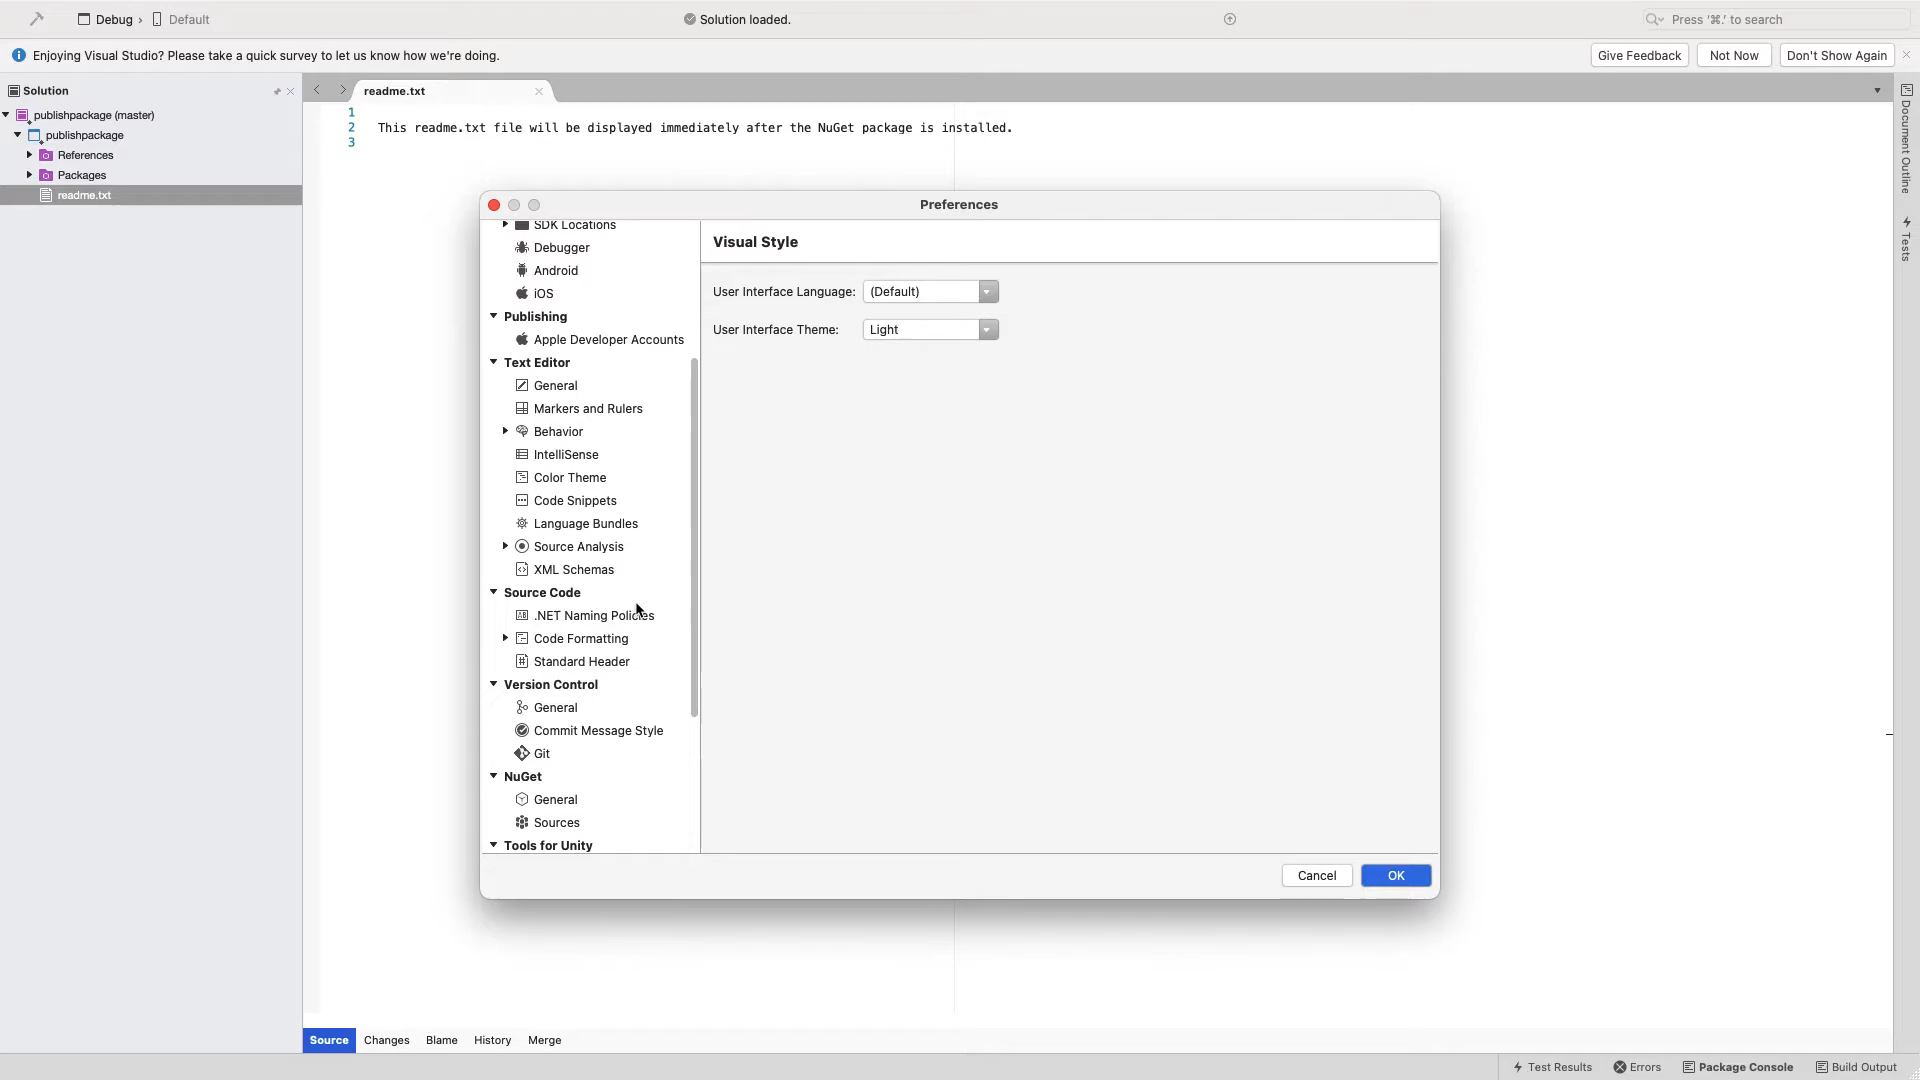 Debug › Default
Solution loaded.
Press '⌘.' to search
Enjoying Visual Studio? Please take a quick survey to let us know how we're doing.
Give Feedback
Not Now
Don't Show Again
Solution
readme.txt
publishpackage (master)
publishpackage
References
Packages
readme.txt
1
2 This readme.txt file will be displayed immediately after the NuGet package is installed.
3
Document Outline
Tests
Preferences
SDK Locations
Debugger
Android
iOS
Publishing
Apple Developer Accounts
Text Editor
General
Markers and Rulers
Behavior
IntelliSense
Color Theme
Code Snippets
Language Bundles
Source Analysis
XML Schemas
Source Code
.NET Naming Policies
Code Formatting
Standard Header
Version Control
General
Commit Message Style
Git
NuGet
General
Sources
Tools for Unity
Visual Style
User Interface Language: (Default)
User Interface Theme: Light
Cancel
OK
Source Changes Blame History Merge
Test Results Errors Package Console Build Output